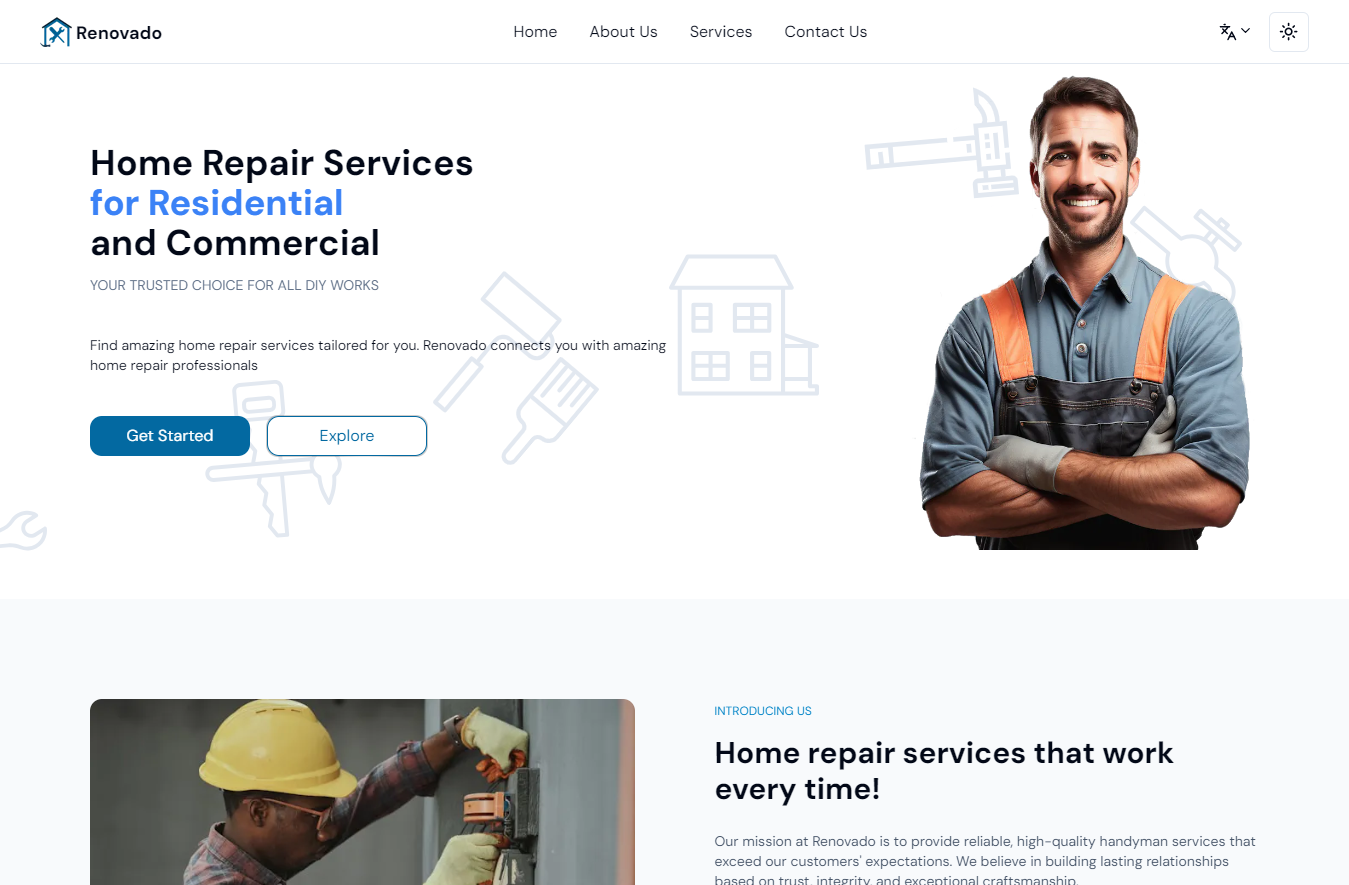 Renovado
Home
About Us
Services
Contact Us
Home Repair Services
for Residential
and Commercial
YOUR TRUSTED CHOICE FOR ALL DIY WORKS
Find amazing home repair services tailored for you. Renovado connects you with amazing
home repair professionals
Get Started
Explore
INTRODUCING US
Home repair services that work
every time!
Our mission at Renovado is to provide reliable, high-quality handyman services that
exceed our customers' expectations. We believe in building lasting relationships
based on trust, integrity, and exceptional craftsmanship.